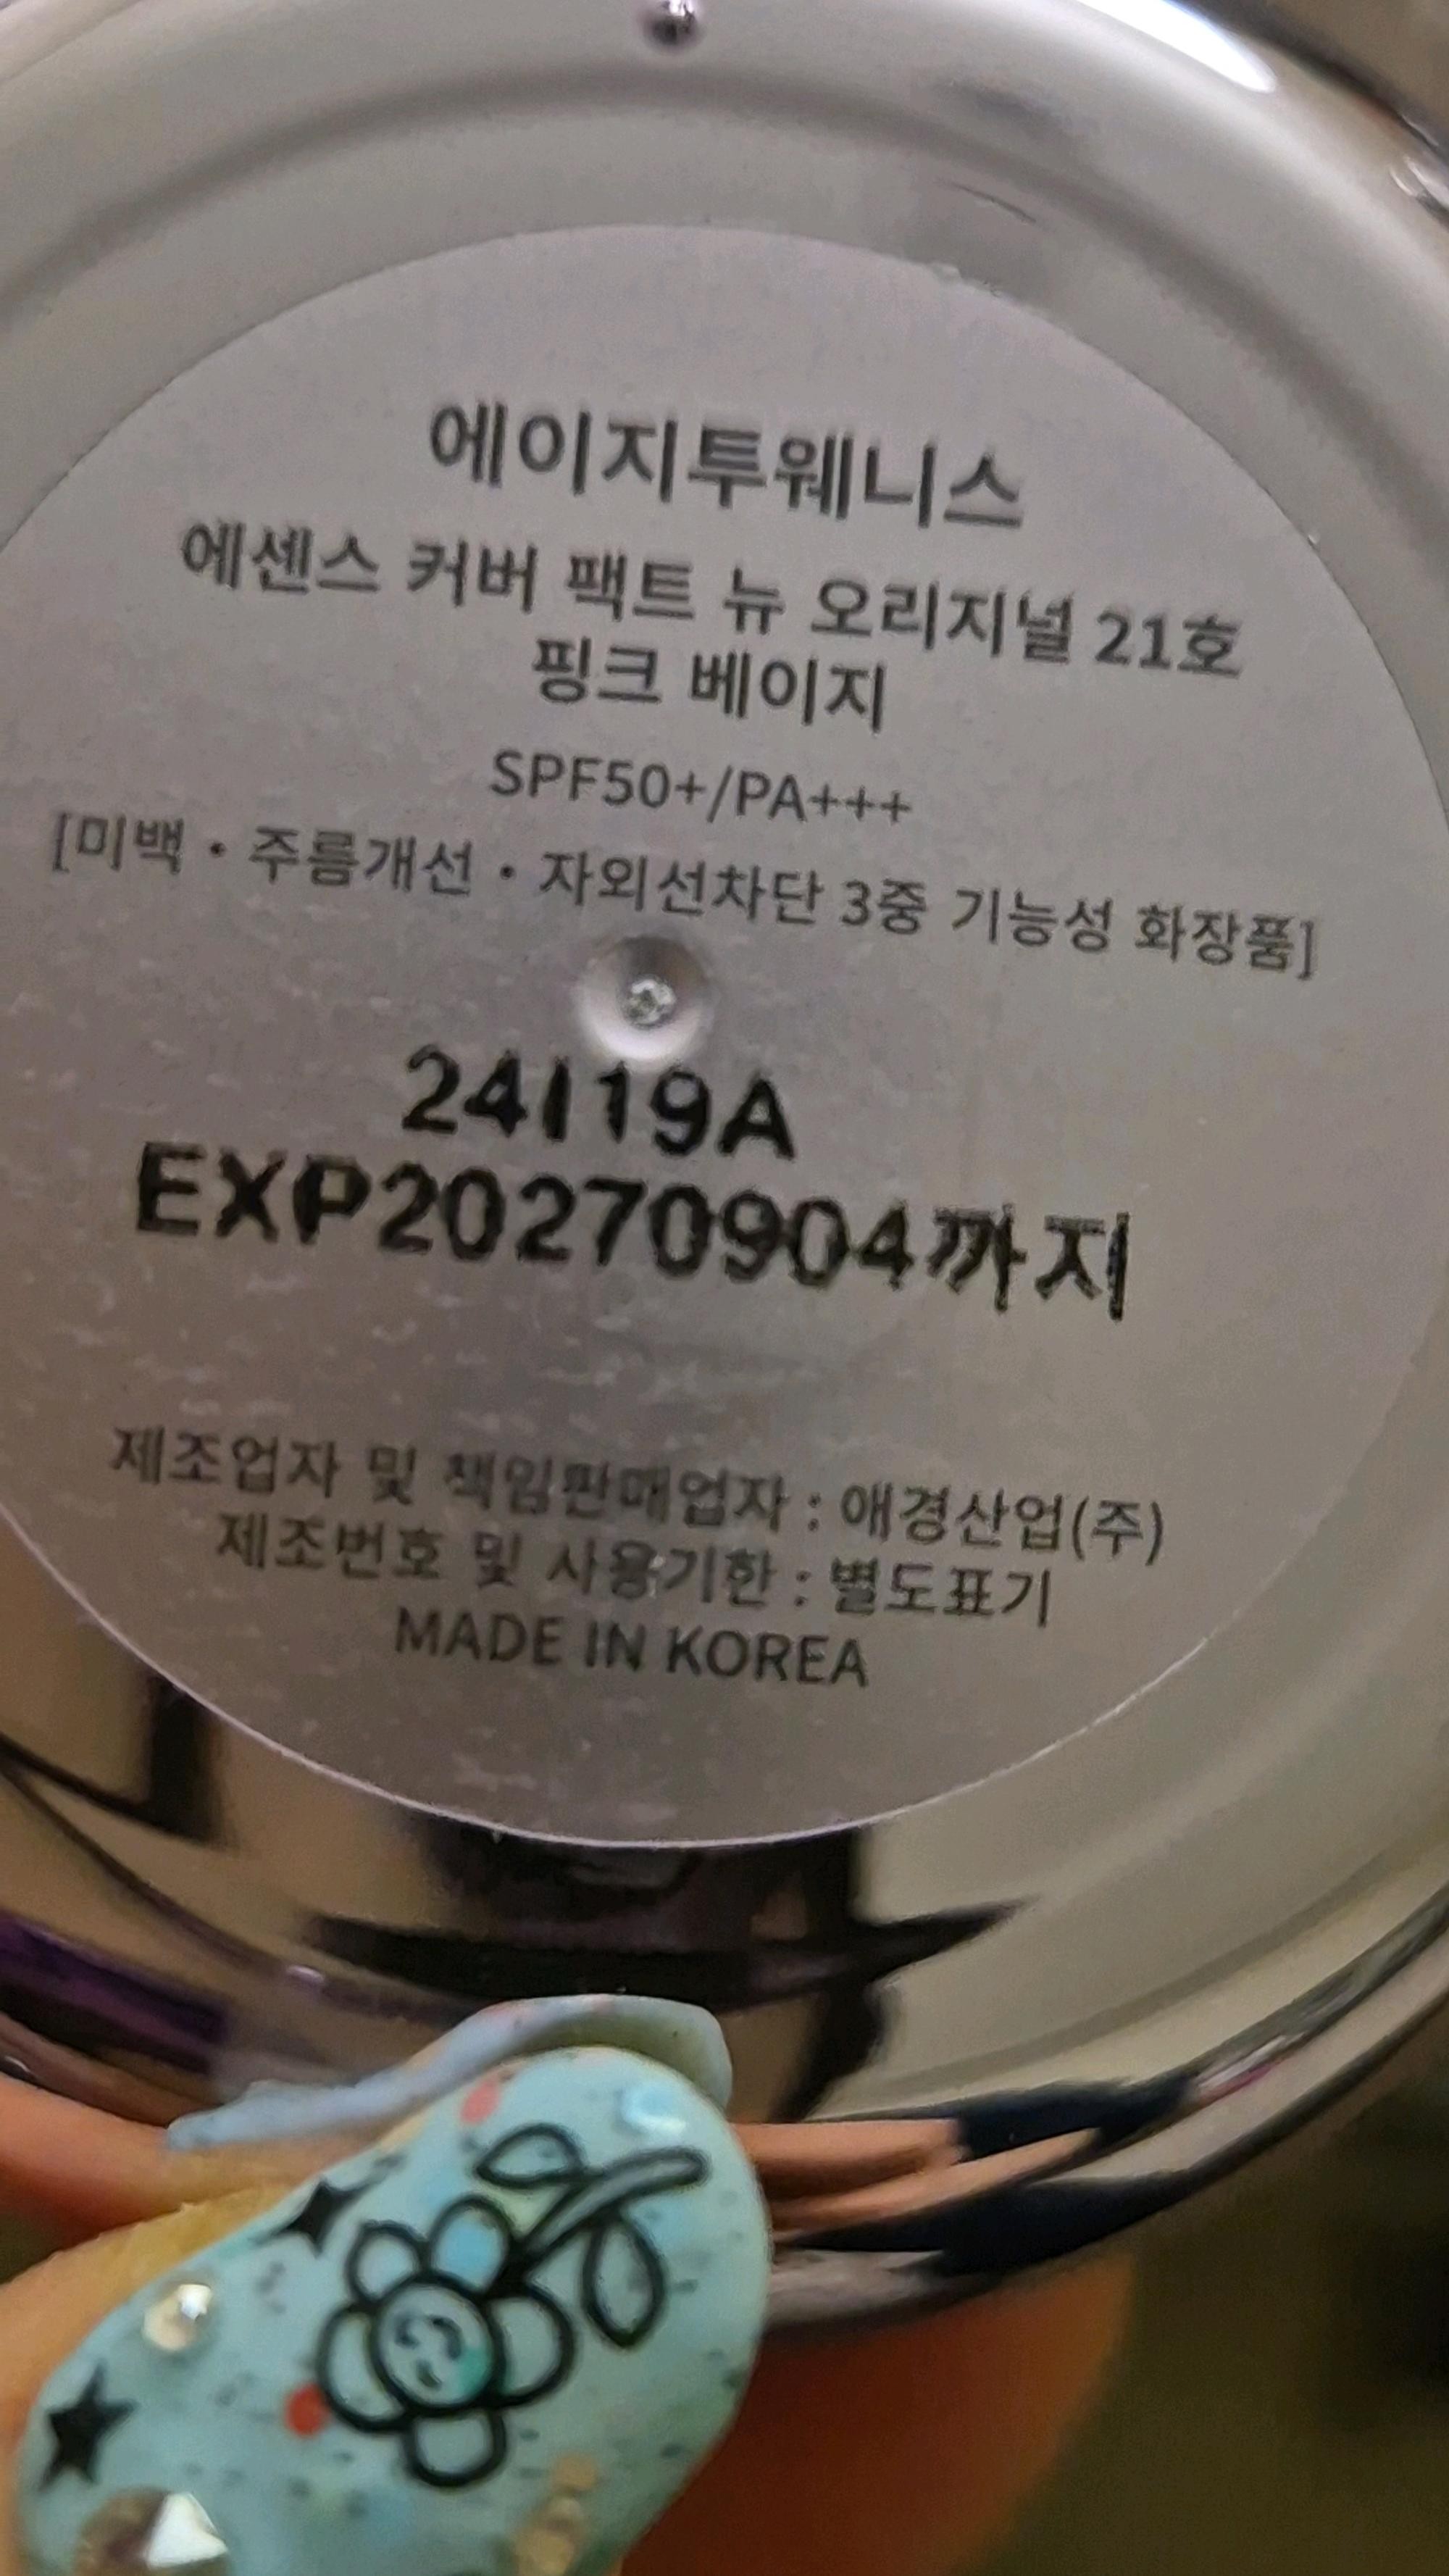 에이지투웨니스
에센스 커버 팩트 뉴 오리지널 21호
핑크 베이지
SPF50+/PA+++
[미백 • 주름개선 • 자외선차단 3중 기능성 화장품]
24I19A
EXP20270904까지
제조업자 및 책임판매업자 : 애경산업(주)
제조번호 및 사용기한 : 별도표기
MADE IN KOREA